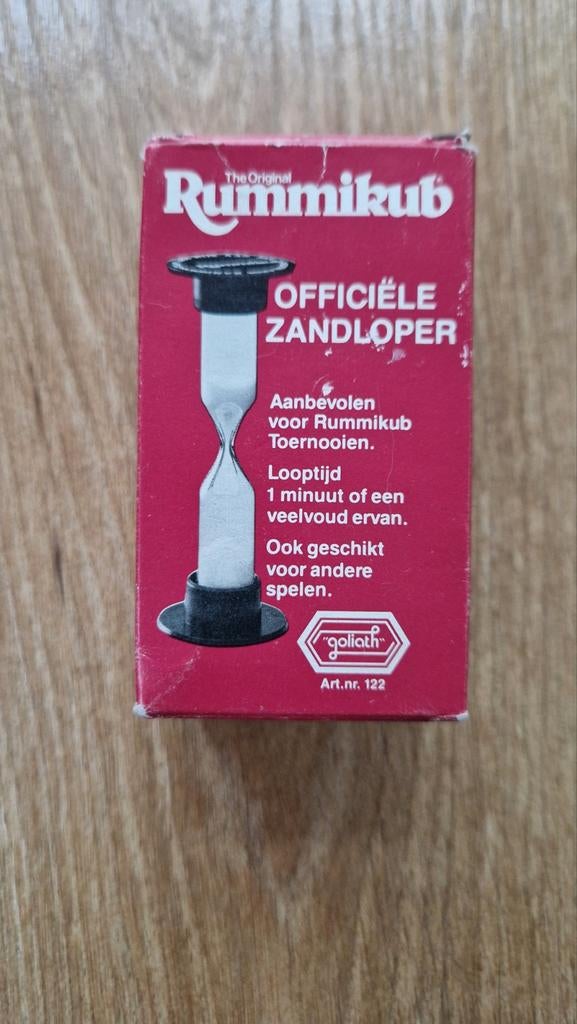 The Original
Rummikub
OFFICIËLE
ZANDLOPER
Aanbevolen
voor Rummikub
Toernooien.
Looptijd
1 minuut of een
veelvoud ervan.
Ook geschikt
voor andere
spelen.
"goliath"
Art.nr. 122